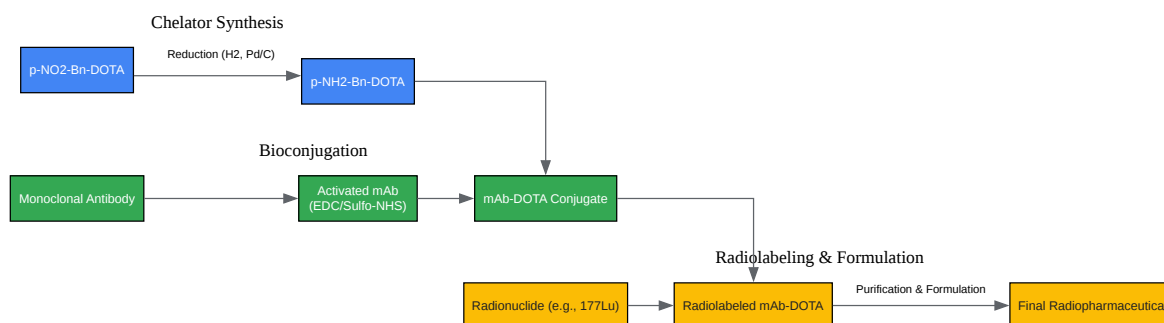 Chelator Synthesis
p-NO2-Bn-DOTA
Reduction (H2, Pd/C)
p-NH2-Bn-DOTA
Bioconjugation
Monoclonal Antibody
Activated mAb
(EDC/Sulfo-NHS)
mAb-DOTA Conjugate
Radiolabeling & Formulation
Radionuclide (e.g., 177Lu)
Radiolabeled mAb-DOTA
Purification & Formulation
Final Radiopharmaceutical